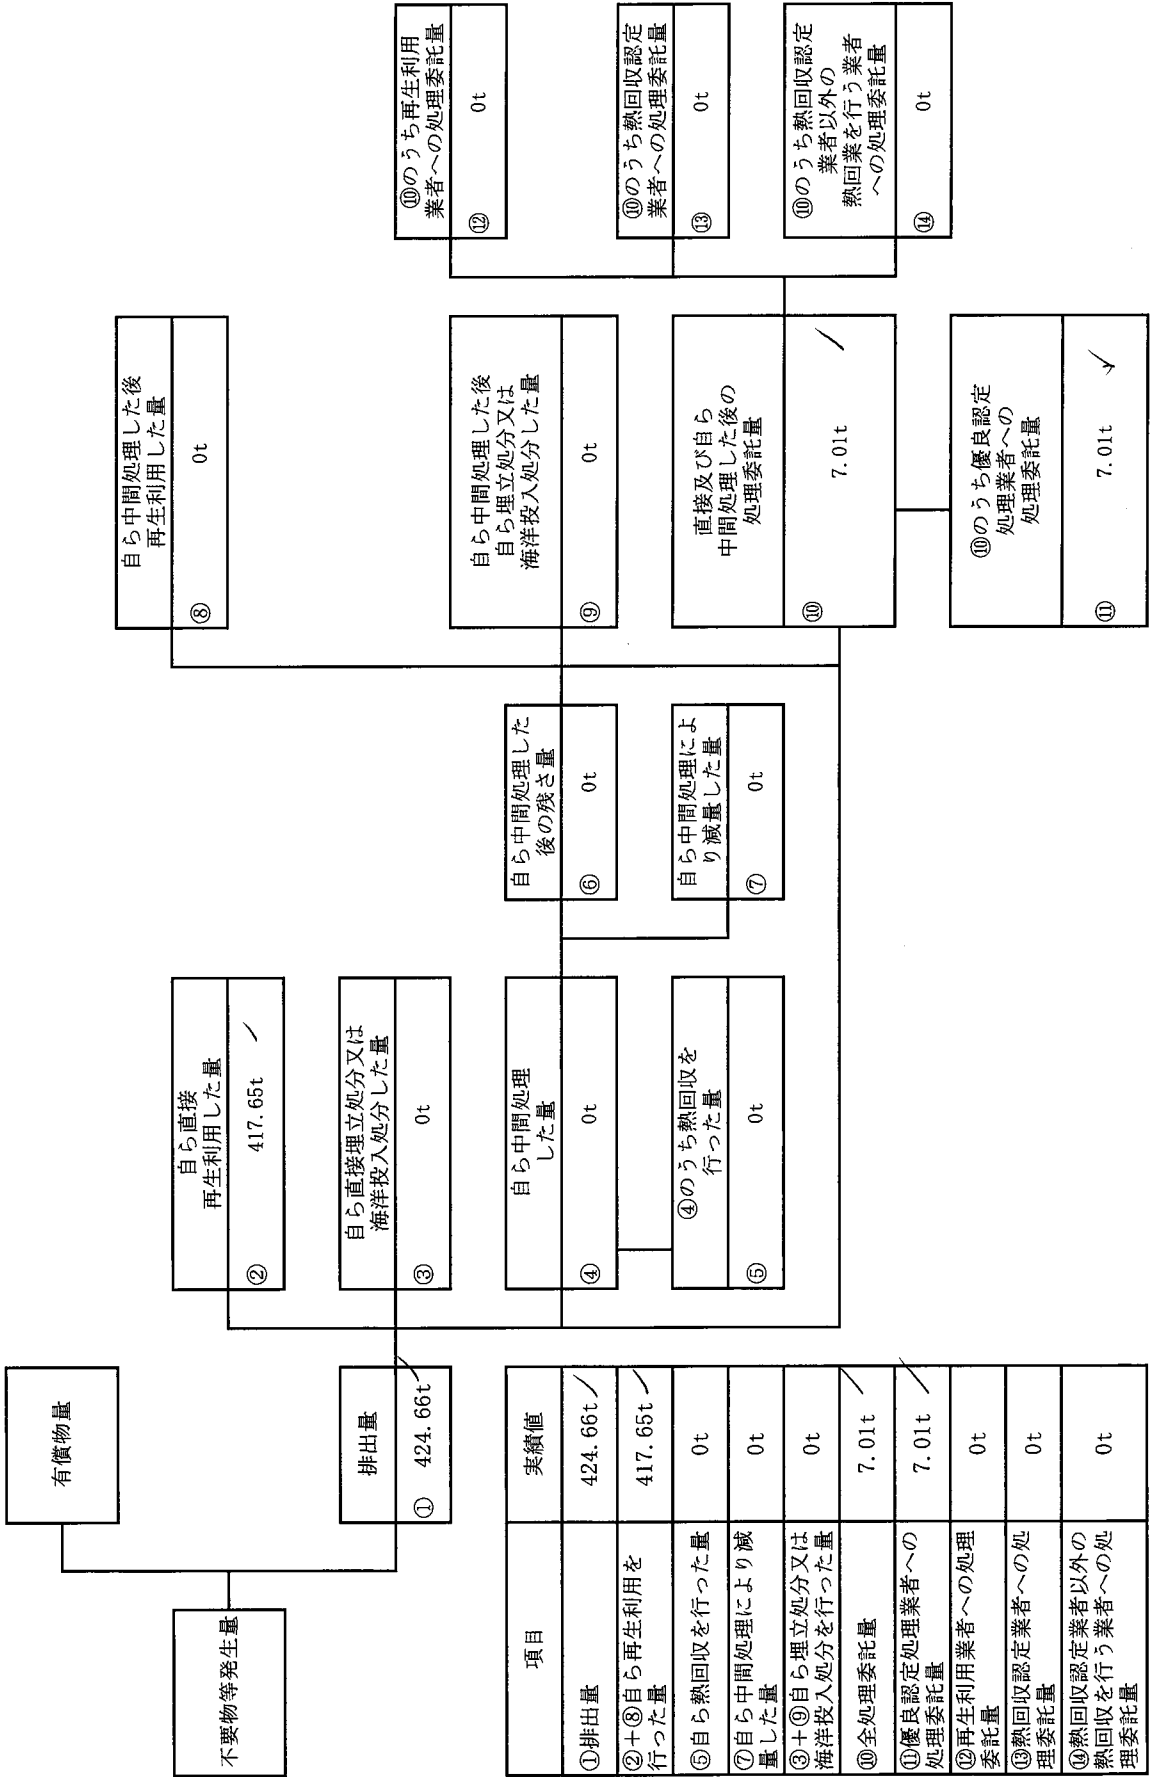 不要物等発生量
有償物量
排出量
① 424.66t
自ら直接
再生利用した量
② 417.65t
自ら直接埋立処分又は
海洋投入処分した量
③ 0t
自ら中間処理
した量
④ 0t
④のうち熱回収を
行った量
⑤ 0t
自ら中間処理した
後の残さ量
⑥ 0t
自ら中間処理によ
り減量した量
⑦ 0t
自ら中間処理した後
再生利用した量
⑧ 0t
自ら中間処理した後
自ら埋立処分又は
海洋投入処分した量
⑨ 0t
直接及び自ら
中間処理した後の
処理委託量
⑩ 7.01t
⑩のうち優良認定
処理業者への
処理委託量
⑪ 7.01t
⑩のうち再生利用
業者への処理委託量
⑫ 0t
⑩のうち熱回収認定
業者への処理委託量
⑬ 0t
⑩のうち熱回収認定
業者以外の
熱回業を行う業者
への処理委託量
⑭ 0t
項目 実績値
①排出量 424.66t
②+⑧自ら再生利用を
行った量 417.65t
⑤自ら熱回収を行った量 0t
⑦自ら中間処理により減
量した量 0t
③+⑨自ら埋立処分又は
海洋投入処分を行った量 0t
⑩全処理委託量 7.01t
⑪優良認定処理業者への
処理委託量 7.01t
⑫再生利用業者への処理
委託量 0t
⑬熱回収認定業者への処
理委託量 0t
⑭熱回収認定業者以外の
熱回収を行う業者への処
理委託量 0t